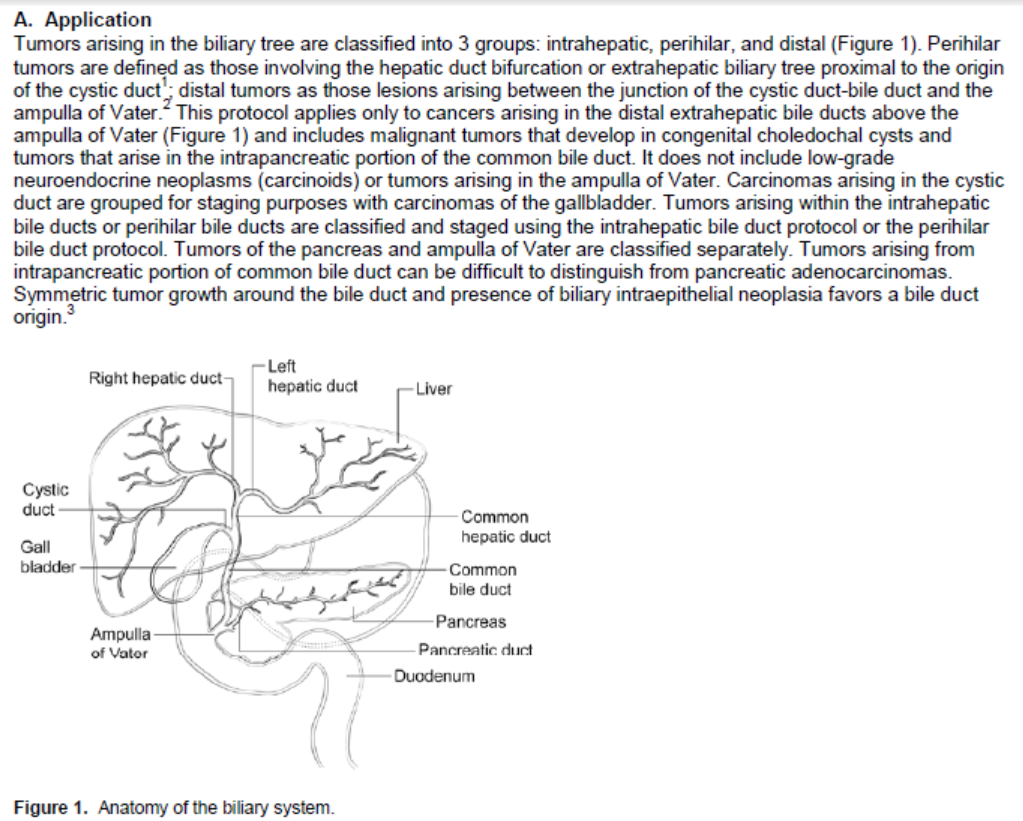 A. Application
Tumors arising in the biliary tree are classified into 3 groups: intrahepatic, perihilar, and distal (Figure 1). Perihilar
tumors are defined as those involving the hepatic duct bifurcation or extrahepatic biliary tree proximal to the origin
of the cystic duct1; distal tumors as those lesions arising between the junction of the cystic duct-bile duct and the
ampulla of Vater.2 This protocol applies only to cancers arising in the distal extrahepatic bile ducts above the
ampulla of Vater (Figure 1) and includes malignant tumors that develop in congenital choledochal cysts and
tumors that arise in the intrapancreatic portion of the common bile duct. It does not include low-grade
neuroendocrine neoplasms (carcinoids) or tumors arising in the ampulla of Vater. Carcinomas arising in the cystic
duct are grouped for staging purposes with carcinomas of the gallbladder. Tumors arising within the intrahepatic
bile ducts or perihilar bile ducts are classified and staged using the intrahepatic bile duct protocol or the perihilar
bile duct protocol. Tumors of the pancreas and ampulla of Vater are classified separately. Tumors arising from
intrapancreatic portion of common bile duct can be difficult to distinguish from pancreatic adenocarcinomas.
Symmetric tumor growth around the bile duct and presence of biliary intraepithelial neoplasia favors a bile duct
origin.3
Right hepatic duct
Left
hepatic duct
Liver
Cystic
duct
Common
hepatic duct
Gall
bladder
Common
bile duct
Pancreas
Ampulla
of Vater
Pancreatic duct
Duodenum
Figure 1. Anatomy of the biliary system.